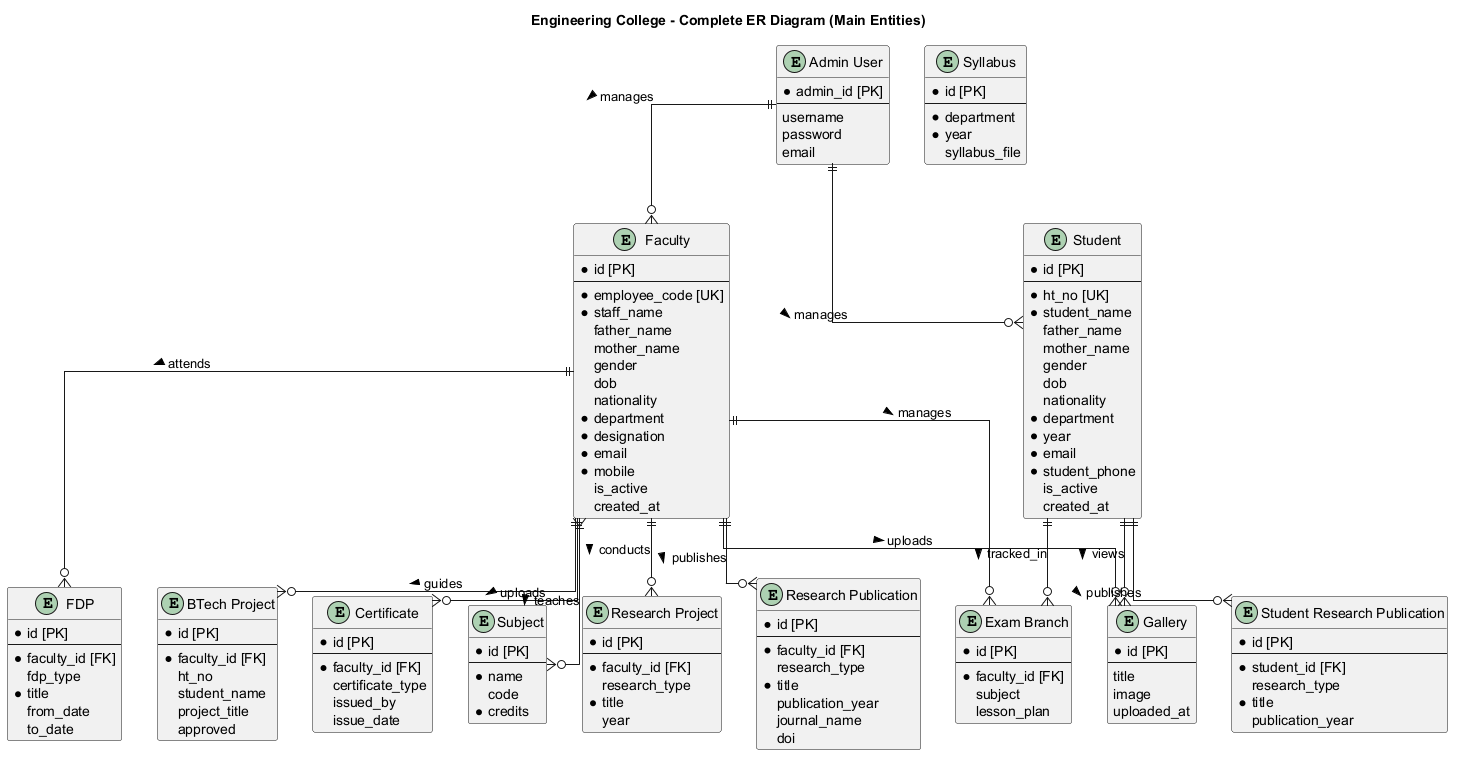 Engineering College - Complete ER Diagram (Main Entities)
E Admin User
admin_id [PK]
username
password
email
E Syllabus
id [PK]
department
year
syllabus_file
manages
manages
E Faculty
id [PK]
employee_code [UK]
staff_name
father_name
mother_name
gender
dob
nationality
department
designation
email
mobile
is_active
created_at
E Student
id [PK]
ht_no [UK]
student_name
father_name
mother_name
gender
dob
nationality
department
year
email
student_phone
is_active
created_at
attends
manages
conducts
publishes
uploads
tracked_in
views
guides
uploads
teaches
publishes
E FDP
id [PK]
faculty_id [FK]
fdp_type
title
from_date
to_date
E BTech Project
id [PK]
faculty_id [FK]
ht_no
student_name
project_title
approved
E Certificate
id [PK]
faculty_id [FK]
certificate_type
issued_by
issue_date
E Subject
id [PK]
name
code
credits
E Research Project
id [PK]
faculty_id [FK]
research_type
title
year
E Research Publication
id [PK]
faculty_id [FK]
research_type
title
publication_year
journal_name
doi
E Exam Branch
id [PK]
faculty_id [FK]
subject
lesson_plan
E Gallery
id [PK]
title
image
uploaded_at
E Student Research Publication
id [PK]
student_id [FK]
research_type
title
publication_year